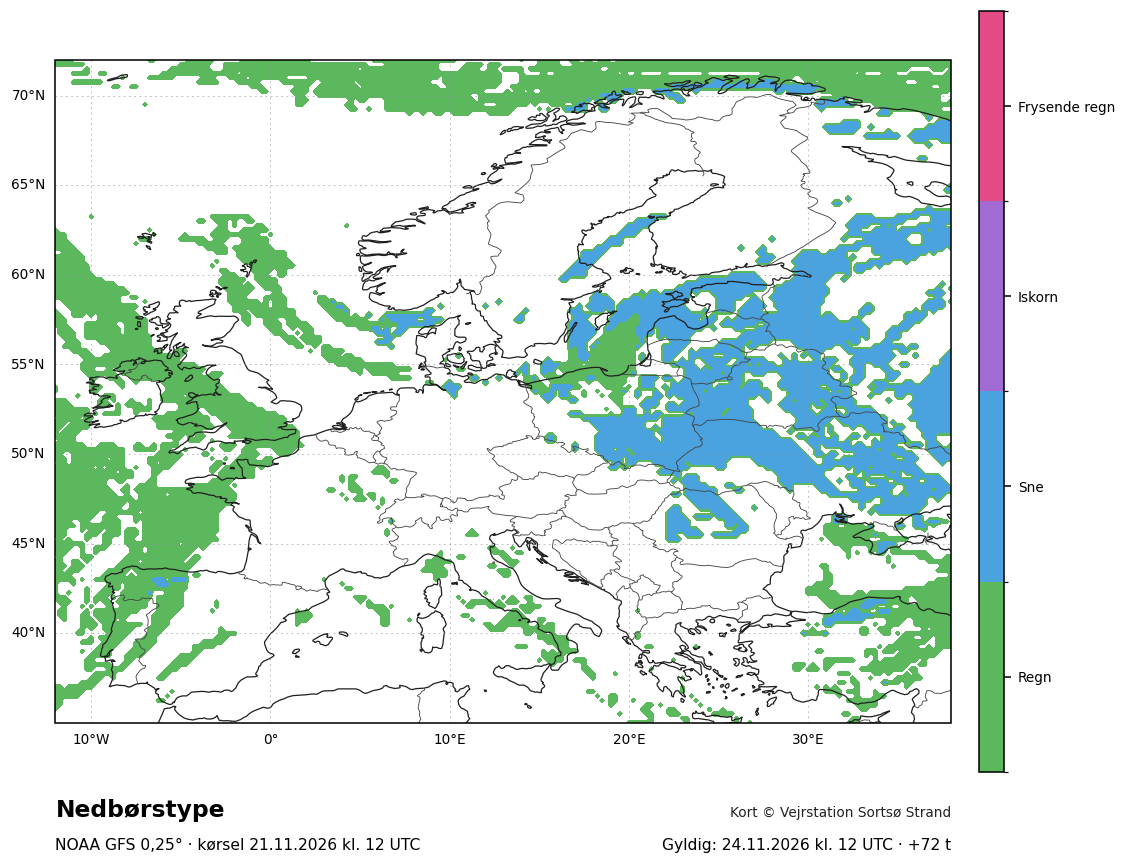 70°N
65°N
60°N
55°N
50°N
45°N
40°N
10°W
0°
10°E
20°E
30°E
Frysende regn
Iskorn
Sne
Regn
Nedbørstype
Kort © Vejrstation Sortsø Strand
NOAA GFS 0,25° · kørsel 21.11.2026 kl. 12 UTC
Gyldig: 24.11.2026 kl. 12 UTC · +72 t